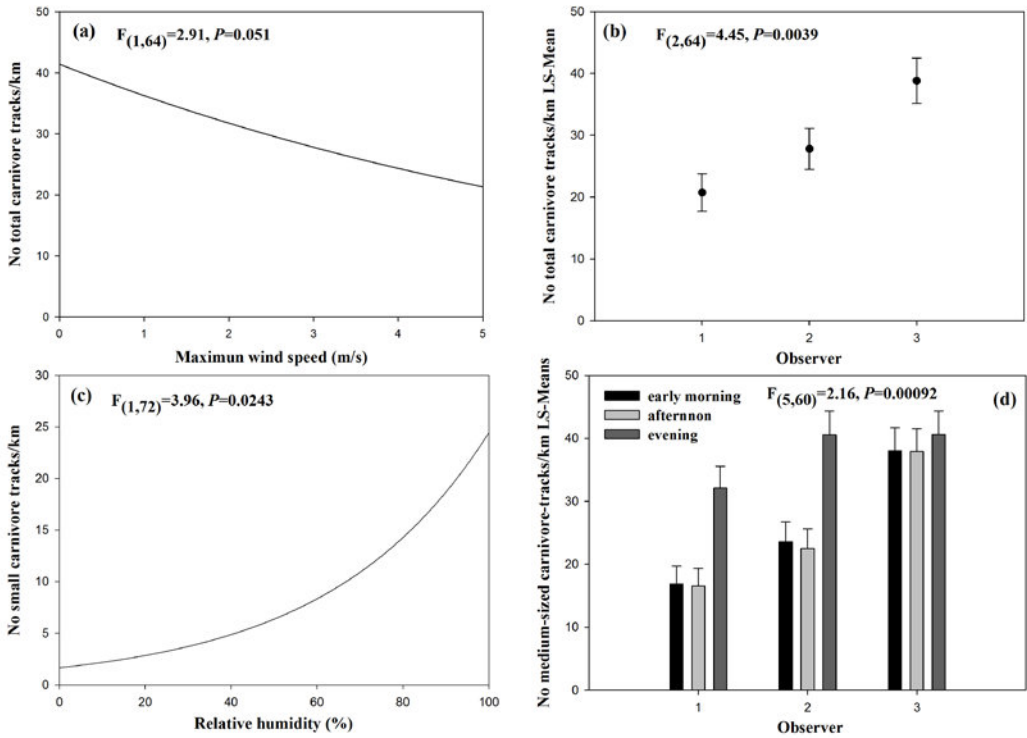 (a)
F(1,64)=2.91, P=0.051
No total carnivore tracks/km
50
40
30
20
10
0
0 1 2 3 4 5
Maximun wind speed (m/s)
(b)
F(2,64)=4.45, P=0.0039
No total carnivore tracks/km LS-Mean
50
40
30
20
10
0
1 2 3
Observer
(c)
F(1,72)=3.96, P=0.0243
No small carnivore tracks/km
30
25
20
15
10
5
0
0 20 40 60 80 100
Relative humidity (%)
(d)
F(5,60)=2.16, P=0.00092
early morning
afternnon
evening
No medium-sized carnivore-tracks/km LS-Means
50
40
30
20
10
0
1 2 3
Observer